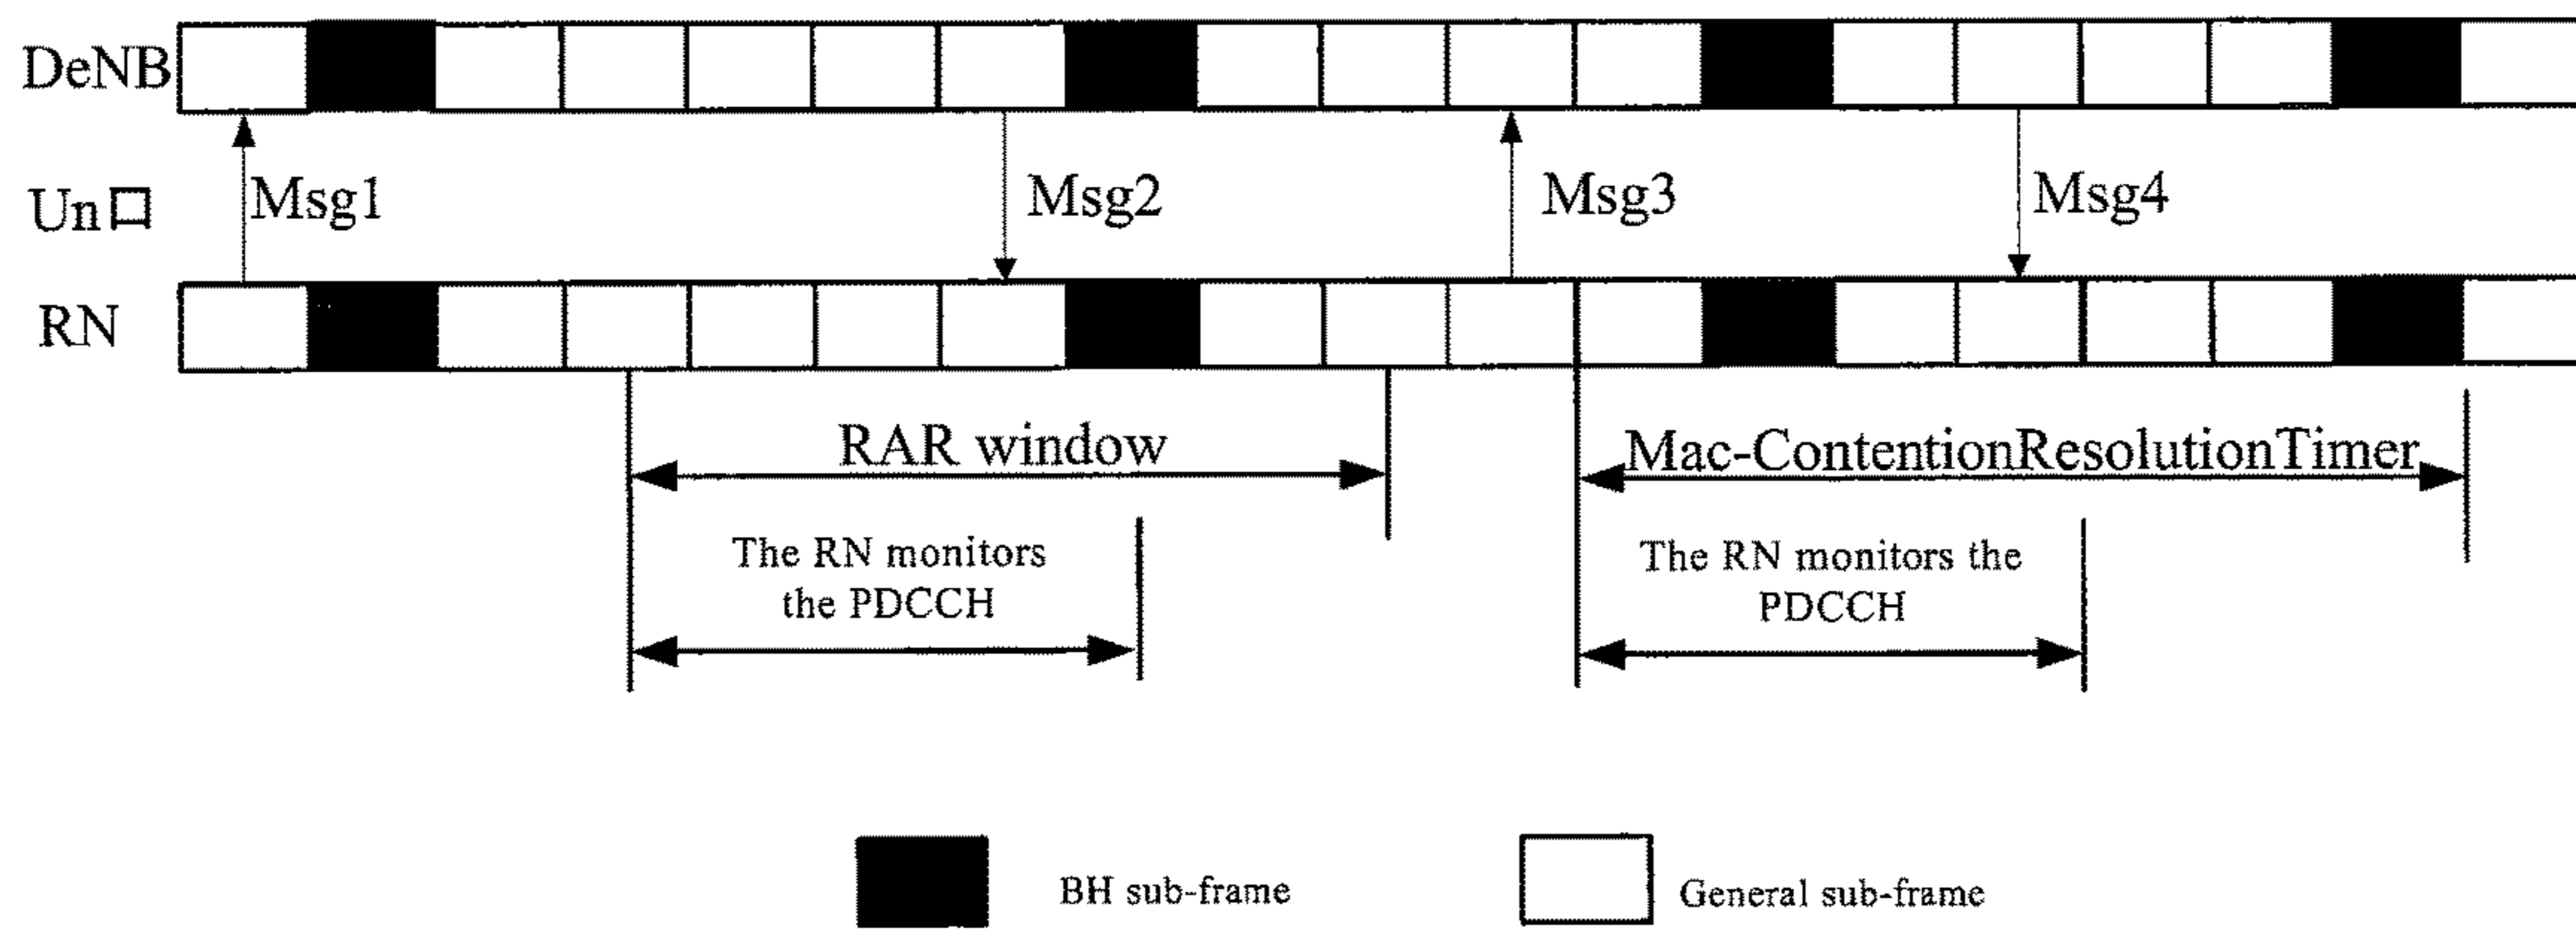 DeNB
Un口
Msg1
Msg2
Msg3
Msg4
RN
RAR window
Mac-ContentionResolutionTimer
The RN monitors
the PDCCH
The RN monitors the
PDCCH
BH sub-frame
General sub-frame